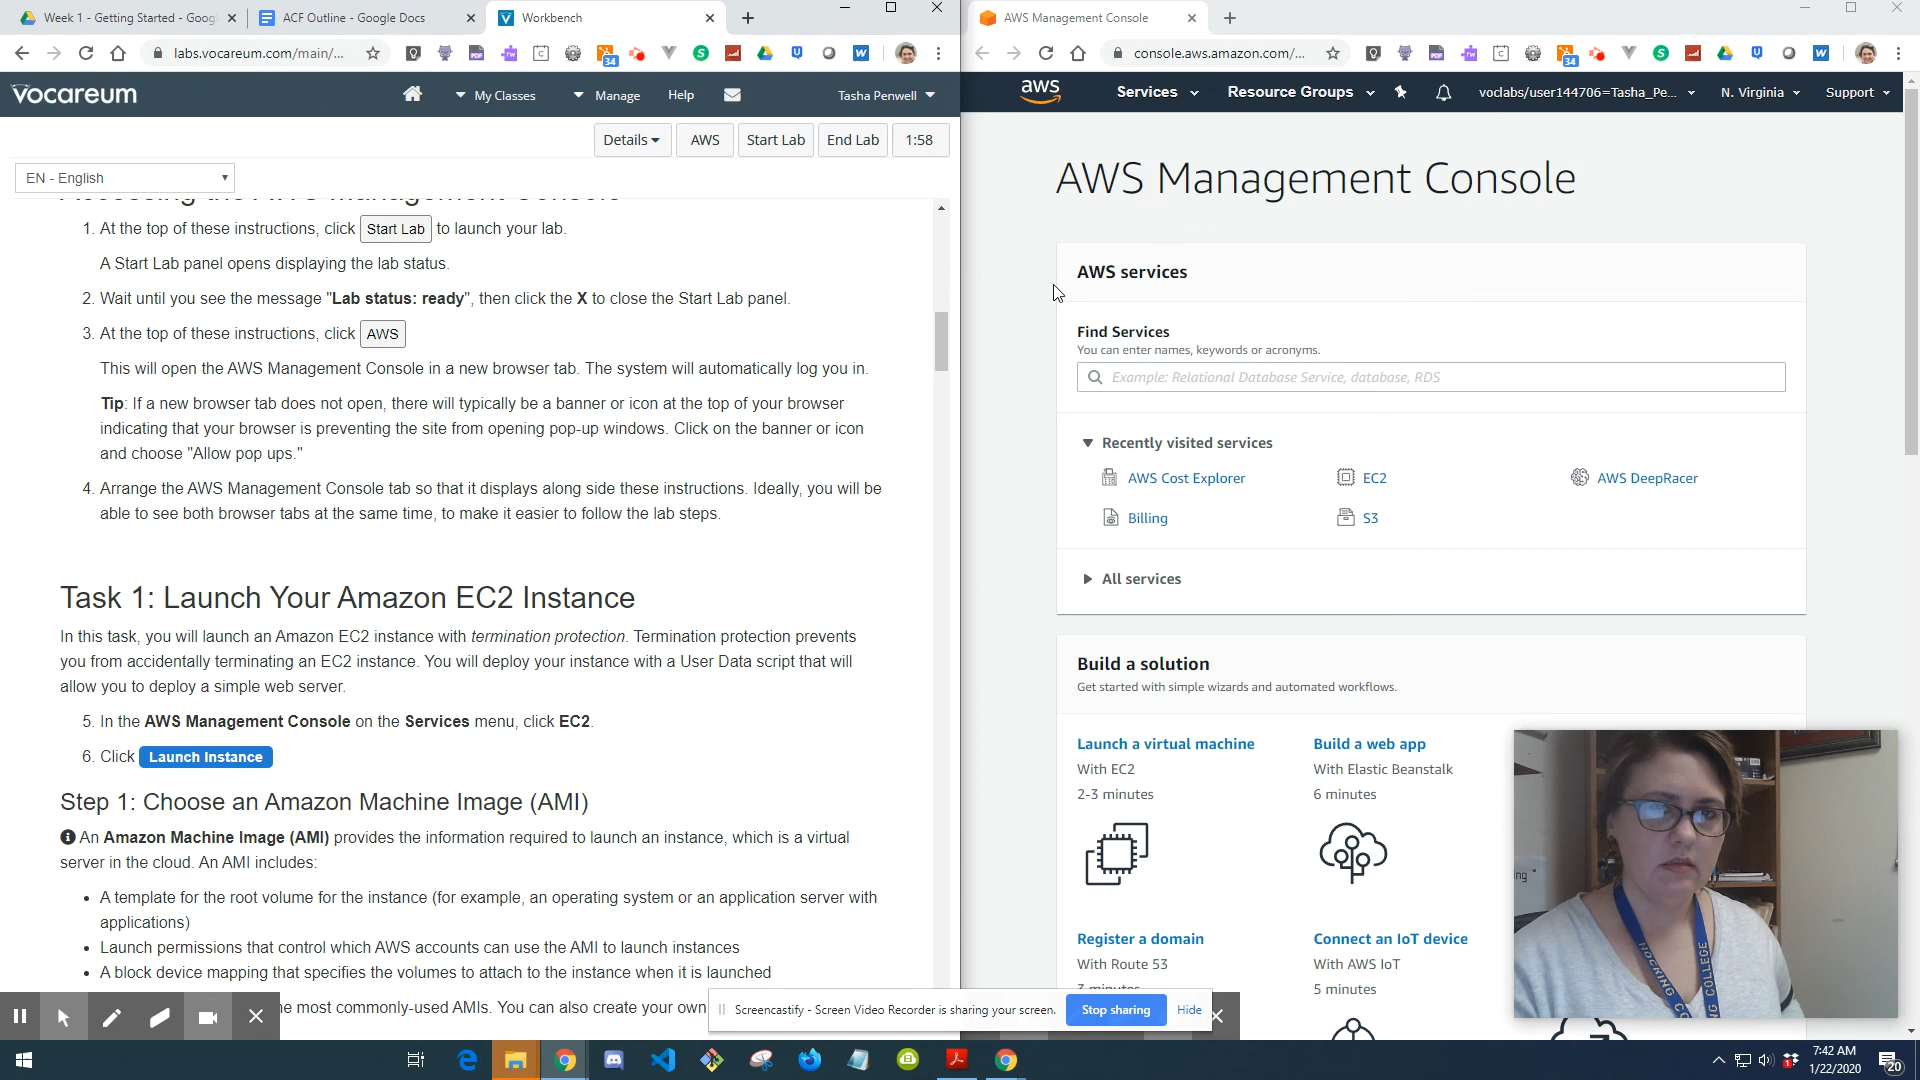 Week 1 - Getting Started - Goog
ACF Outline - Google Docs
Workbench
AWS Management Console
labs.vocareum.com/main/...
34
console.aws.amazon.com/...
34
vocareum
My Classes
Manage
Help
Tasha Penwell
aws
Services
Resource Groups
voclabs/user144706=Tasha_Pe...
N. Virginia
Support
Details
AWS
Start Lab
End Lab
1:58
EN - English
Accessing the AWS Management Console
1. At the top of these instructions, click Start Lab to launch your lab.
A Start Lab panel opens displaying the lab status.
2. Wait until you see the message "Lab status: ready", then click the X to close the Start Lab panel.
3. At the top of these instructions, click AWS
This will open the AWS Management Console in a new browser tab. The system will automatically log you in.
Tip: If a new browser tab does not open, there will typically be a banner or icon at the top of your browser
indicating that your browser is preventing the site from opening pop-up windows. Click on the banner or icon
and choose "Allow pop ups."
4. Arrange the AWS Management Console tab so that it displays along side these instructions. Ideally, you will be
able to see both browser tabs at the same time, to make it easier to follow the lab steps.
Task 1: Launch Your Amazon EC2 Instance
In this task, you will launch an Amazon EC2 instance with termination protection. Termination protection prevents
you from accidentally terminating an EC2 instance. You will deploy your instance with a User Data script that will
allow you to deploy a simple web server.
5. In the AWS Management Console on the Services menu, click EC2.
6. Click Launch Instance
Step 1: Choose an Amazon Machine Image (AMI)
An Amazon Machine Image (AMI) provides the information required to launch an instance, which is a virtual
server in the cloud. An AMI includes:
• A template for the root volume for the instance (for example, an operating system or an application server with
applications)
• Launch permissions that control which AWS accounts can use the AMI to launch instances
• A block device mapping that specifies the volumes to attach to the instance when it is launched
he most commonly-used AMIs. You can also create your own
AWS Management Console
AWS services
Find Services
You can enter names, keywords or acronyms.
Example: Relational Database Service, database, RDS
Recently visited services
AWS Cost Explorer
EC2
AWS DeepRacer
Billing
S3
All services
Build a solution
Get started with simple wizards and automated workflows.
Launch a virtual machine
With EC2
2-3 minutes
Build a web app
With Elastic Beanstalk
6 minutes
Register a domain
With Route 53
3 minutes
Connect an IoT device
With AWS IoT
5 minutes
HOCKING COLLEGE
Screencastify - Screen Video Recorder is sharing your screen.
Stop sharing
Hide
7:42 AM
1/22/2020
20